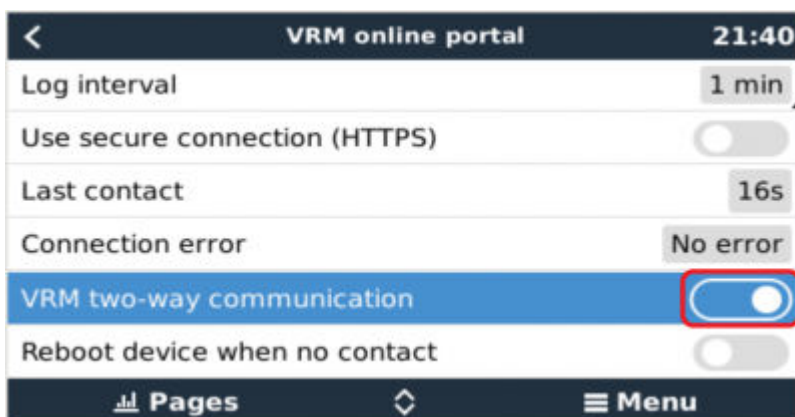 VRM online portal 21:40
Log interval 1 min
Use secure connection (HTTPS)
Last contact 16s
Connection error No error
VRM two-way communication
Reboot device when no contact
Pages Menu